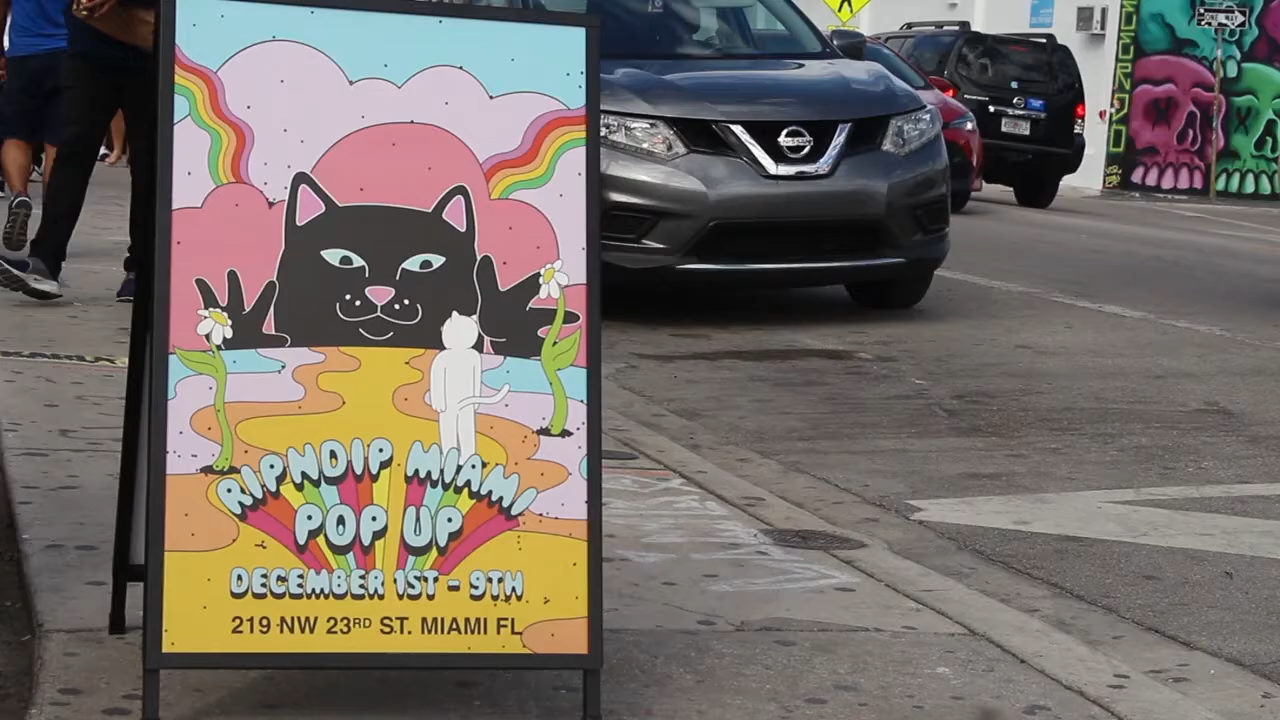 RIPNDIP MIAMI
POP UP
DECEMBER 1ST - 9TH
219 NW 23RD ST. MIAMI FL
NISSAN
ONE WAY